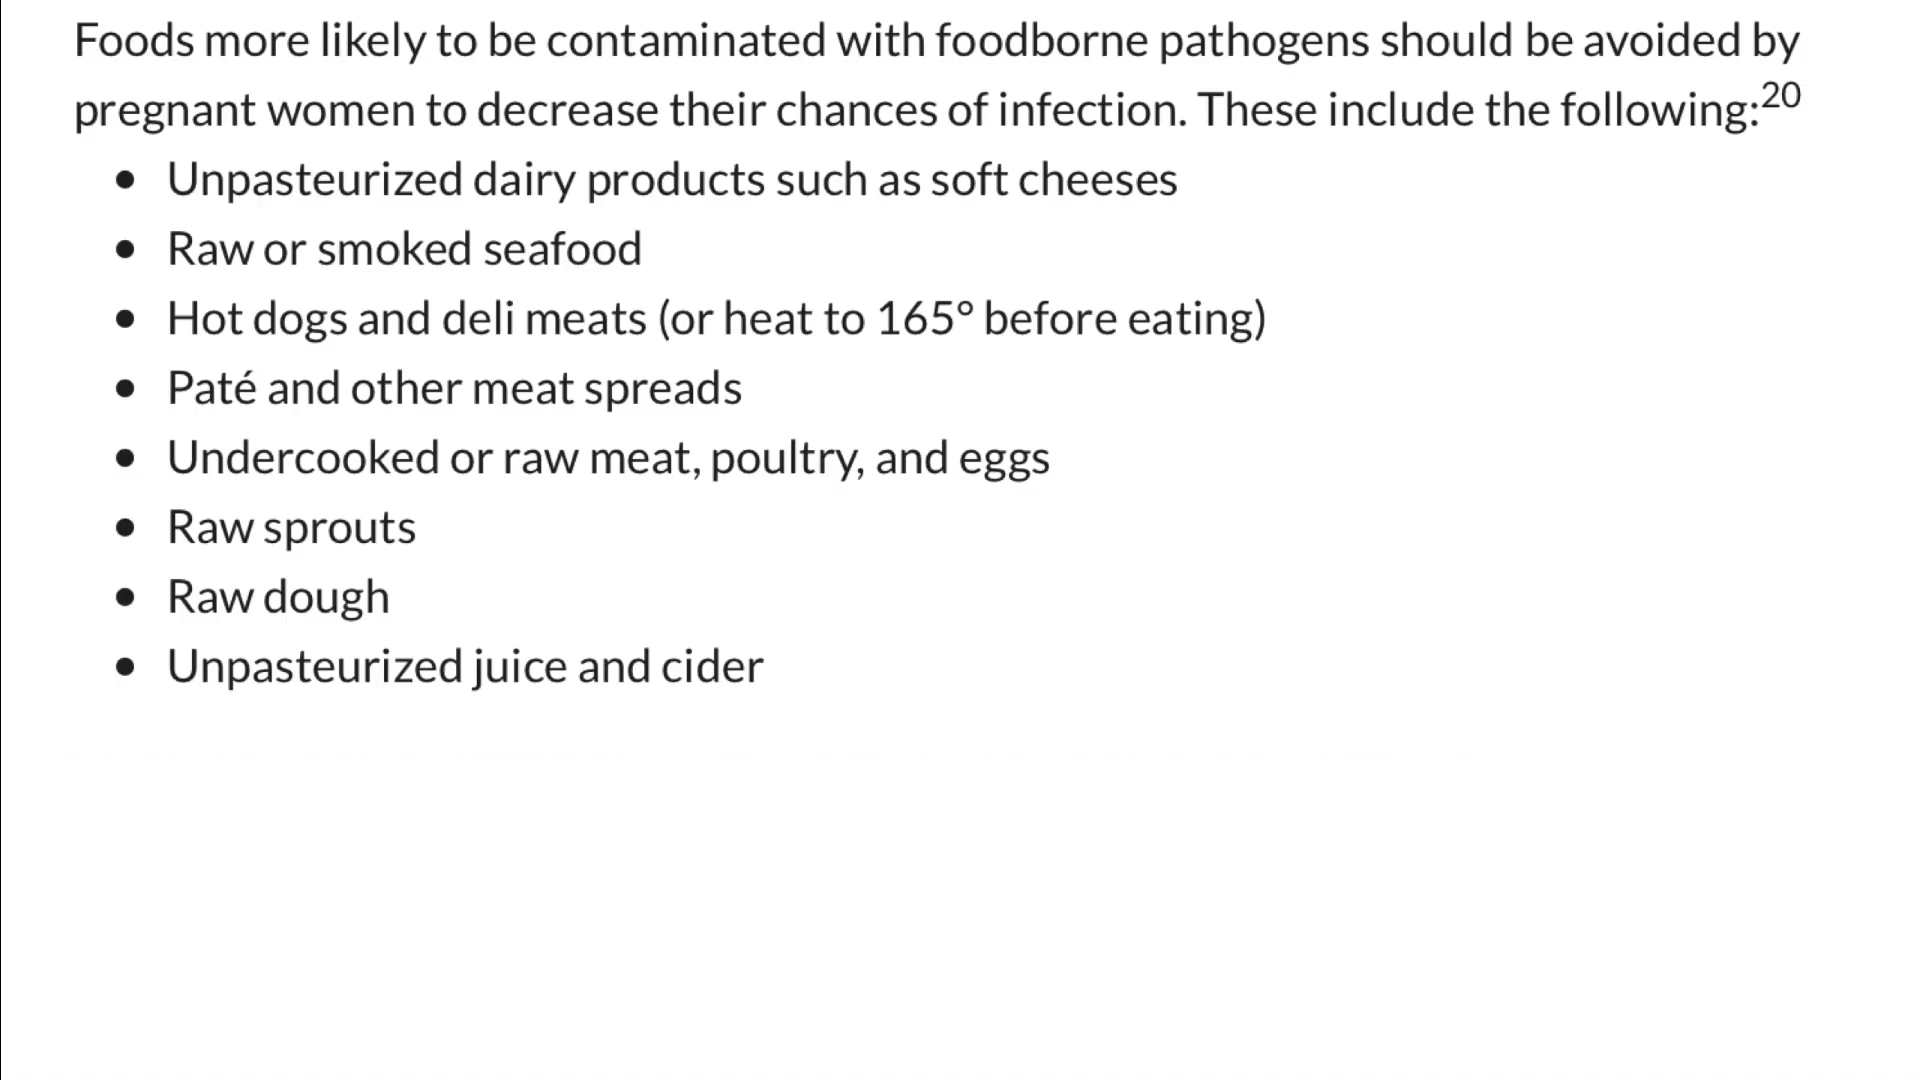 Foods more likely to be contaminated with foodborne pathogens should be avoided by
pregnant women to decrease their chances of infection. These include the following:20
• Unpasteurized dairy products such as soft cheeses
• Raw or smoked seafood
• Hot dogs and deli meats (or heat to 165° before eating)
• Paté and other meat spreads
• Undercooked or raw meat, poultry, and eggs
• Raw sprouts
• Raw dough
• Unpasteurized juice and cider